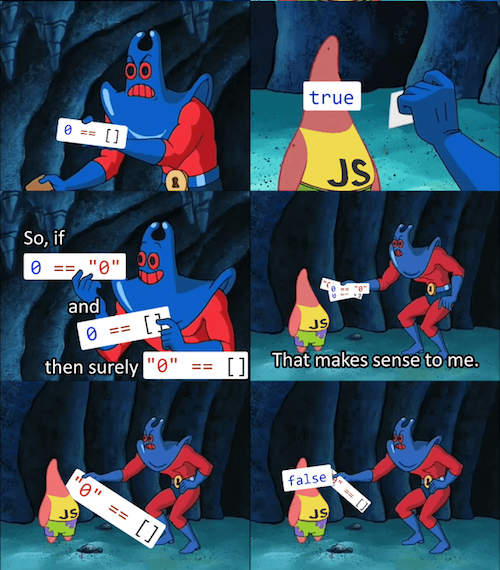 0 == []
true
JS
So, if
0 == "0"
and
0 == []
then surely "0" == []
0 == "0"
JS
That makes sense to me.
"0" == []
JS
false
" == []
JS